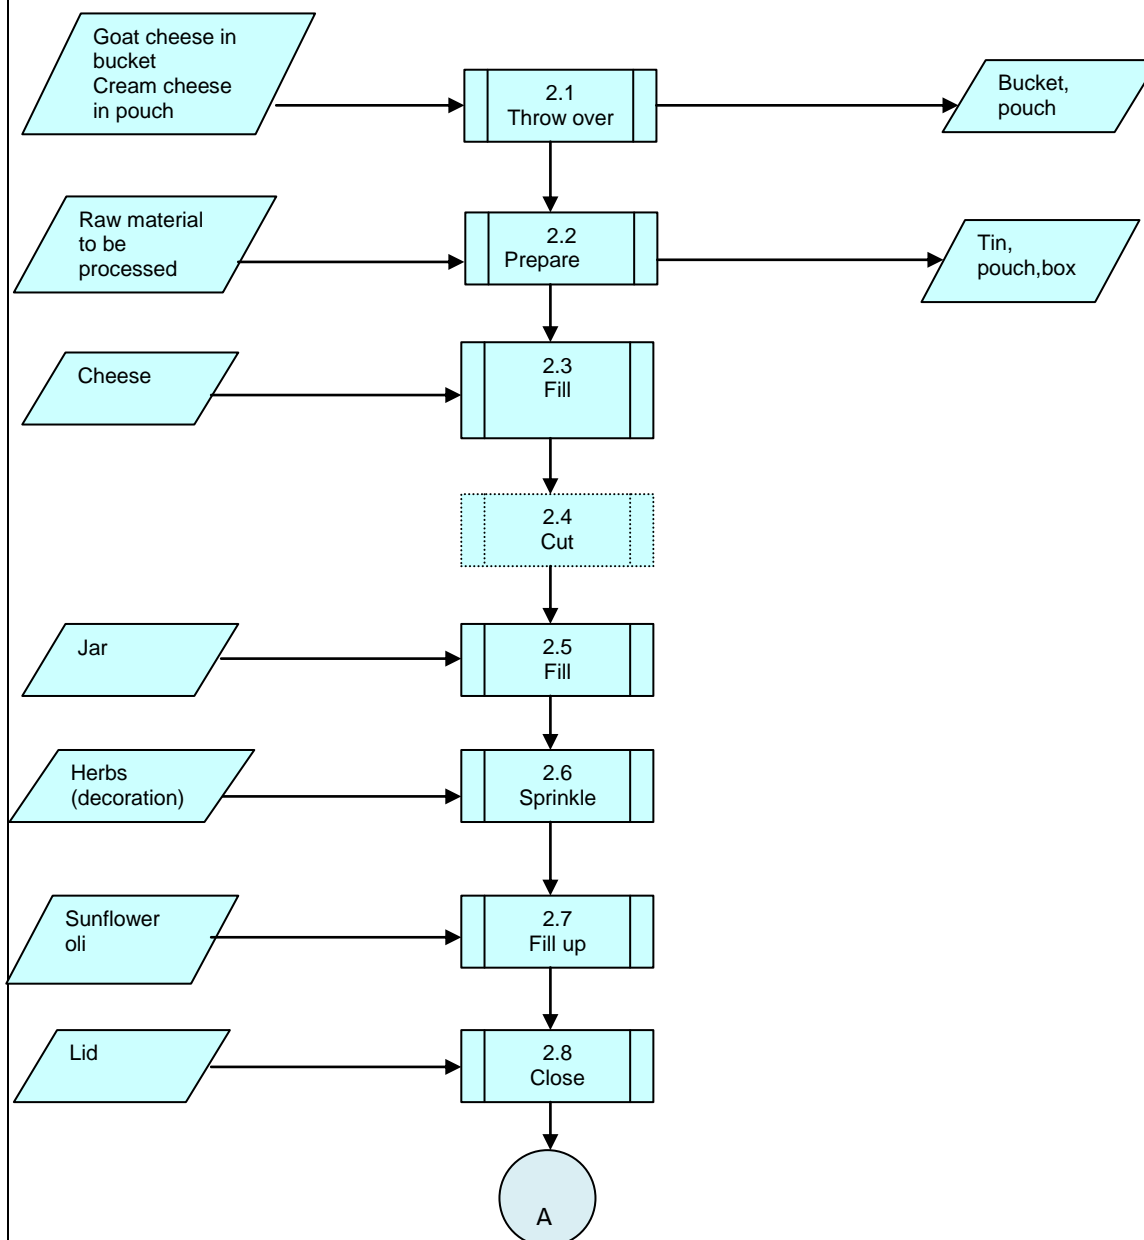 Goat cheese in
bucket
Cream cheese
in pouch
2.1
Throw over
Bucket,
pouch
Raw material
to be
processed
2.2
Prepare
Tin,
pouch,box
Cheese
2.3
Fill
2.4
Cut
Jar
2.5
Fill
Herbs
(decoration)
2.6
Sprinkle
Sunflower
oli
2.7
Fill up
Lid
2.8
Close
A